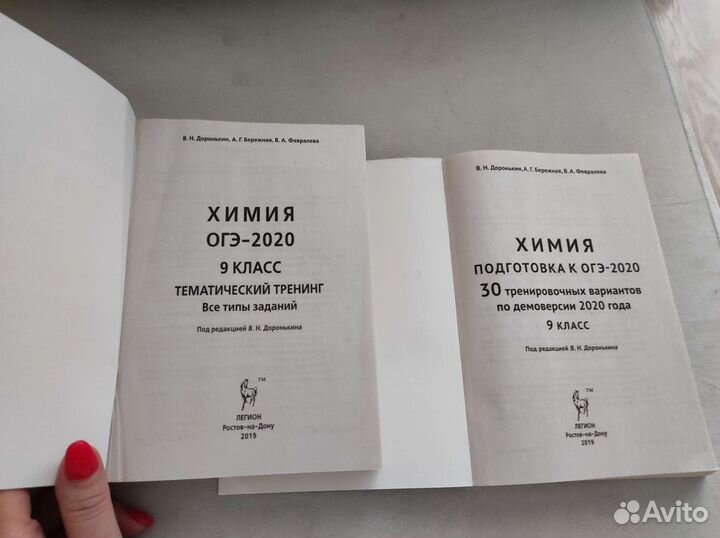 В. Н. Доронькин, А. Г. Бережная, В. А. Февралева
ХИМИЯ
ОГЭ–2020
9 КЛАСС
ТЕМАТИЧЕСКИЙ ТРЕНИНГ
Все типы заданий
Под редакцией В. Н. Доронькина
TM
ЛЕГИОН
Ростов-на-Дону
2019
В. Н. Доронькин, А. Г. Бережная, В. А. Февралева
ХИМИЯ
ПОДГОТОВКА К ОГЭ-2020
30 тренировочных вариантов
по демоверсии 2020 года
9 КЛАСС
Под редакцией В. Н. Доронькина
TM
ЛЕГИОН
Ростов-на-Дону
2019
Avito